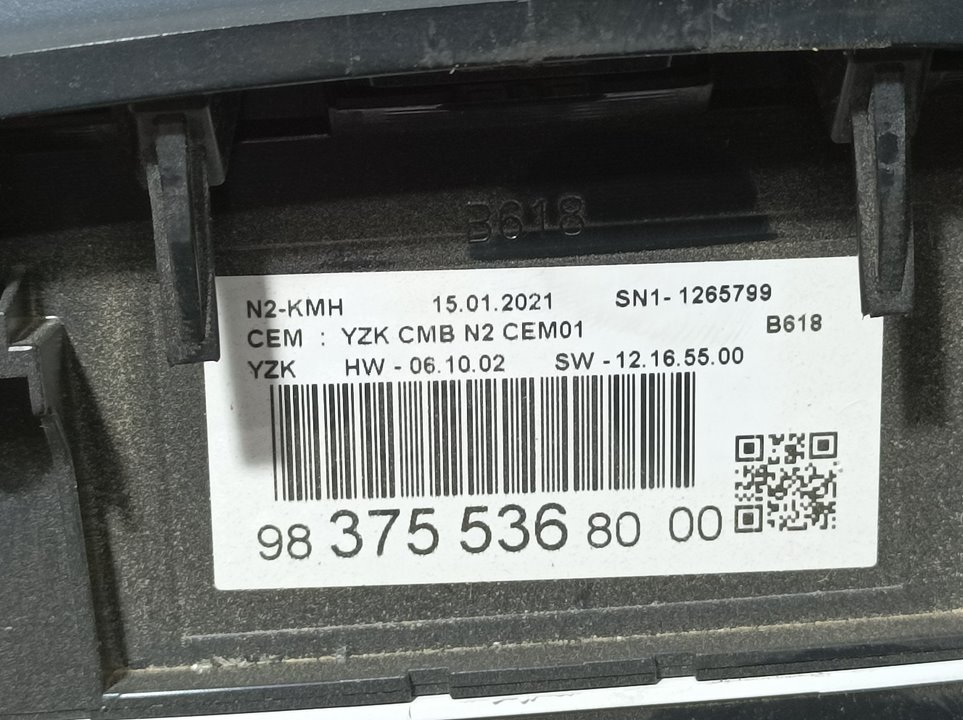 B618
N2-KMH 15.01.2021 SN1-1265799
CEM : YZK CMB N2 CEM01 B618
YZK HW - 06.10.02 SW - 12.16.55.00
98 375 536 80 00